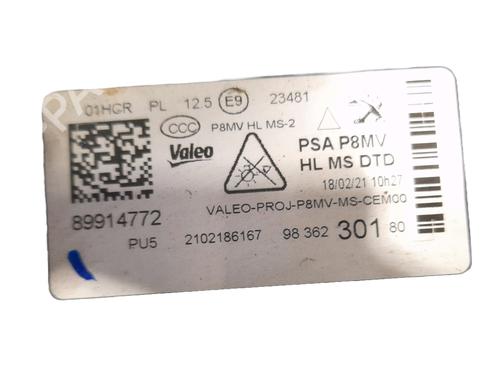 01HCR PL 12.5 E9 23481
CCC P8MV HL MS-2
Valeo
PSA P8MV
HL MS DTD
18/02/21 10h27
VALEO-PROJ-P8MV-MS-CEM00
89914772
PU5 2102186167 98 362 301 80